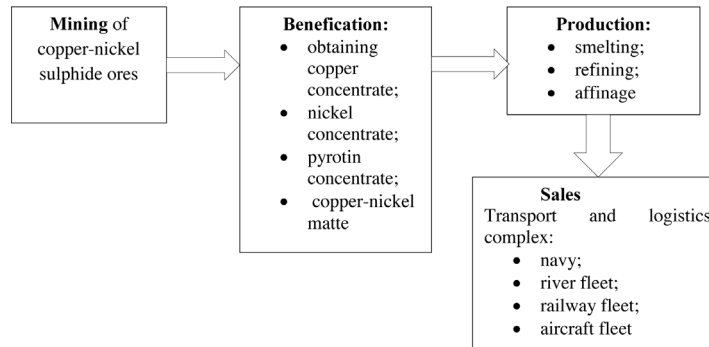 Mining of
copper-nickel
sulphide ores
Benefication:
• obtaining
copper
concentrate;
• nickel
concentrate;
• pyrotin
concentrate;
• copper-nickel
matte
Production:
• smelting;
• refining;
• affinage
Sales
Transport and logistics
complex:
• navy;
• river fleet;
• railway fleet;
• aircraft fleet